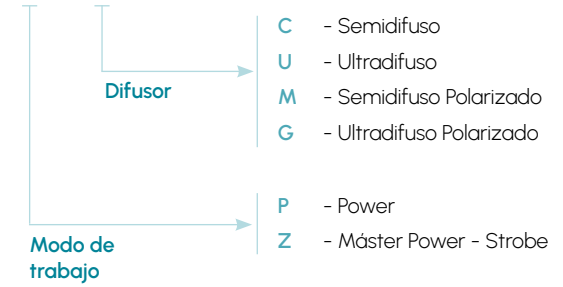 C - Semidifuso
U - Ultradifuso
Difusor
M - Semidifuso Polarizado
G - Ultradifuso Polarizado
P - Power
Z - Máster Power - Strobe
Modo de
trabajo